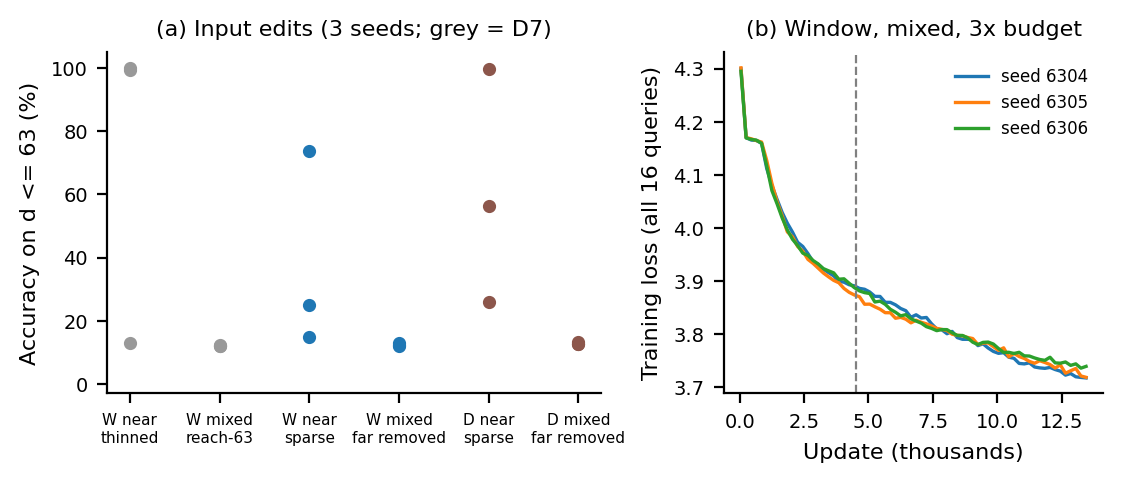 (a) Input edits (3 seeds; grey = D7)
Accuracy on d <= 63 (%)
100
80
60
40
20
0
W near
thinned
W mixed
reach-63
W near
sparse
W mixed
far removed
D near
sparse
D mixed
far removed
(b) Window, mixed, 3x budget
Training loss (all 16 queries)
4.3
4.2
4.1
4.0
3.9
3.8
3.7
seed 6304
seed 6305
seed 6306
0.0
2.5
5.0
7.5
10.0
12.5
Update (thousands)